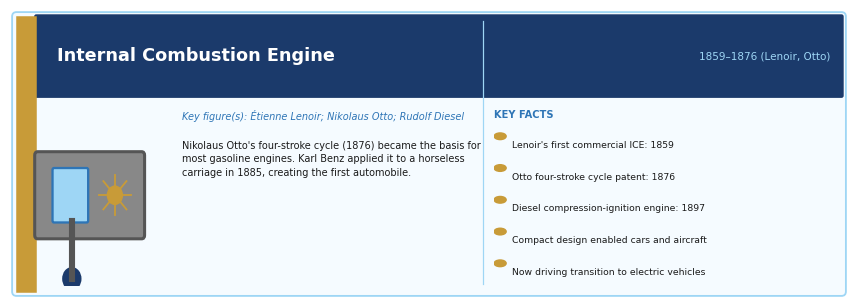 Internal Combustion Engine
1859–1876 (Lenoir, Otto)
Key figure(s): Étienne Lenoir; Nikolaus Otto; Rudolf Diesel
Nikolaus Otto's four-stroke cycle (1876) became the basis for
most gasoline engines. Karl Benz applied it to a horseless
carriage in 1885, creating the first automobile.
KEY FACTS
Lenoir's first commercial ICE: 1859
Otto four-stroke cycle patent: 1876
Diesel compression-ignition engine: 1897
Compact design enabled cars and aircraft
Now driving transition to electric vehicles